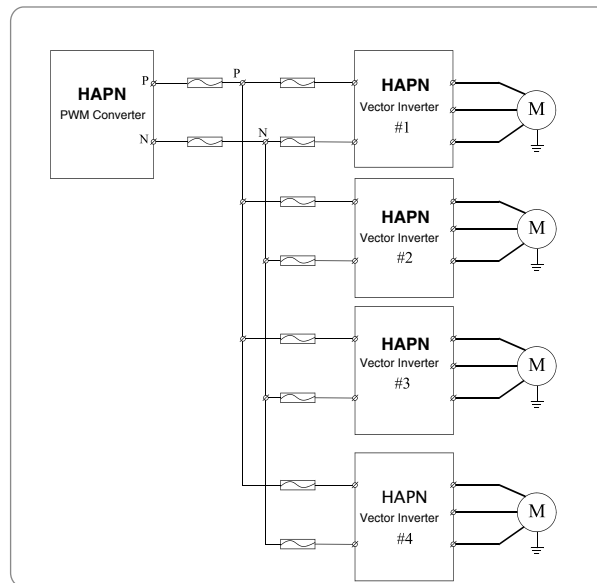 HAPN
PWM Converter
P
N
P
N
HAPN
Vector Inverter
#1
M
HAPN
Vector Inverter
#2
M
HAPN
Vector Inverter
#3
M
HAPN
Vector Inverter
#4
M